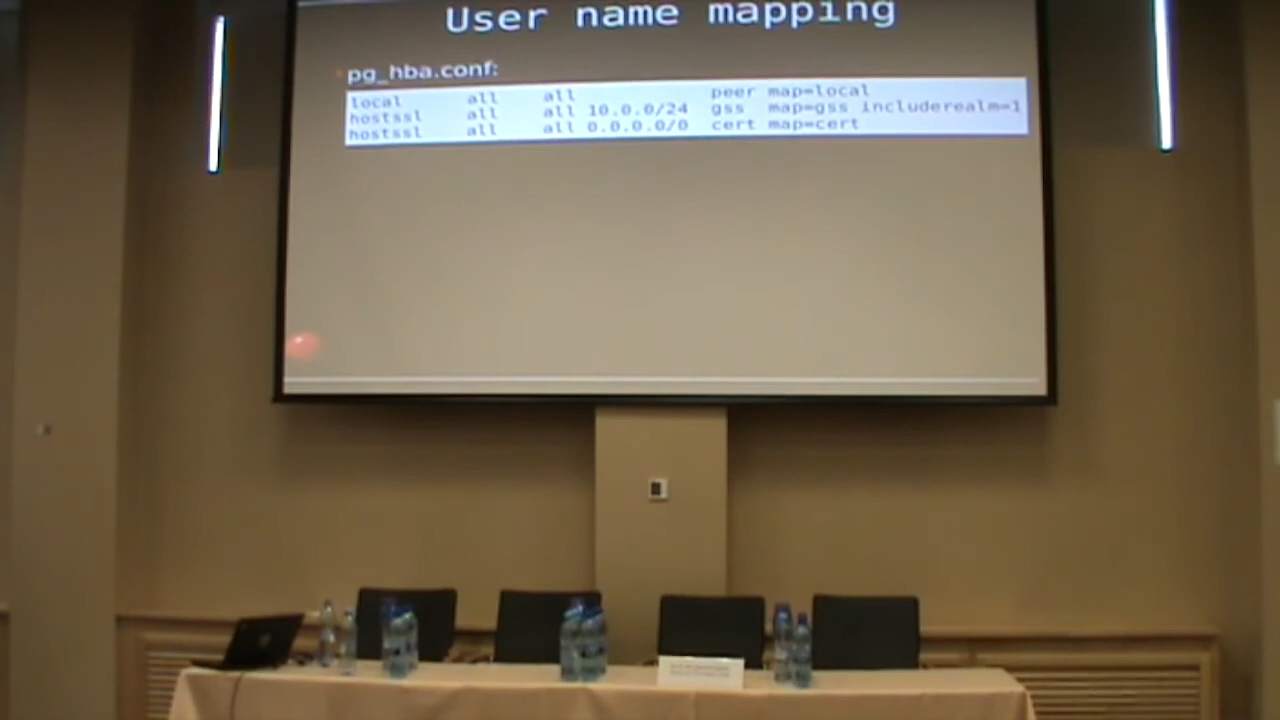 User name mapping
pg_hba.conf:
local all all peer map=local
hostssl all all 10.0.0/24 gss map=gss includerealm=1
hostssl all all 0.0.0.0/0 cert map=cert